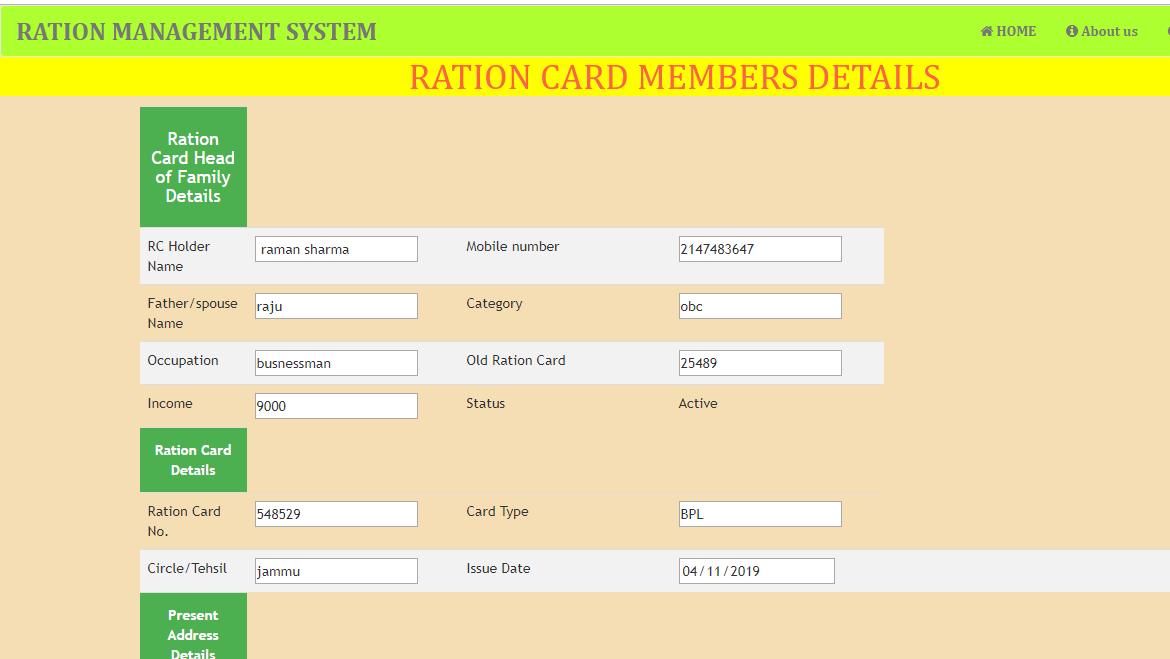 RATION MANAGEMENT SYSTEM HOME About us
RATION CARD MEMBERS DETAILS
Ration
Card Head
of Family
Details
RC Holder
Name
raman sharma
Mobile number
2147483647
Father/spouse
Name
raju
Category
obc
Occupation
busnessman
Old Ration Card
25489
Income
9000
Status
Active
Ration Card
Details
Ration Card
No.
548529
Card Type
BPL
Circle/Tehsil
jammu
Issue Date
04/11/2019
Present
Address
Details